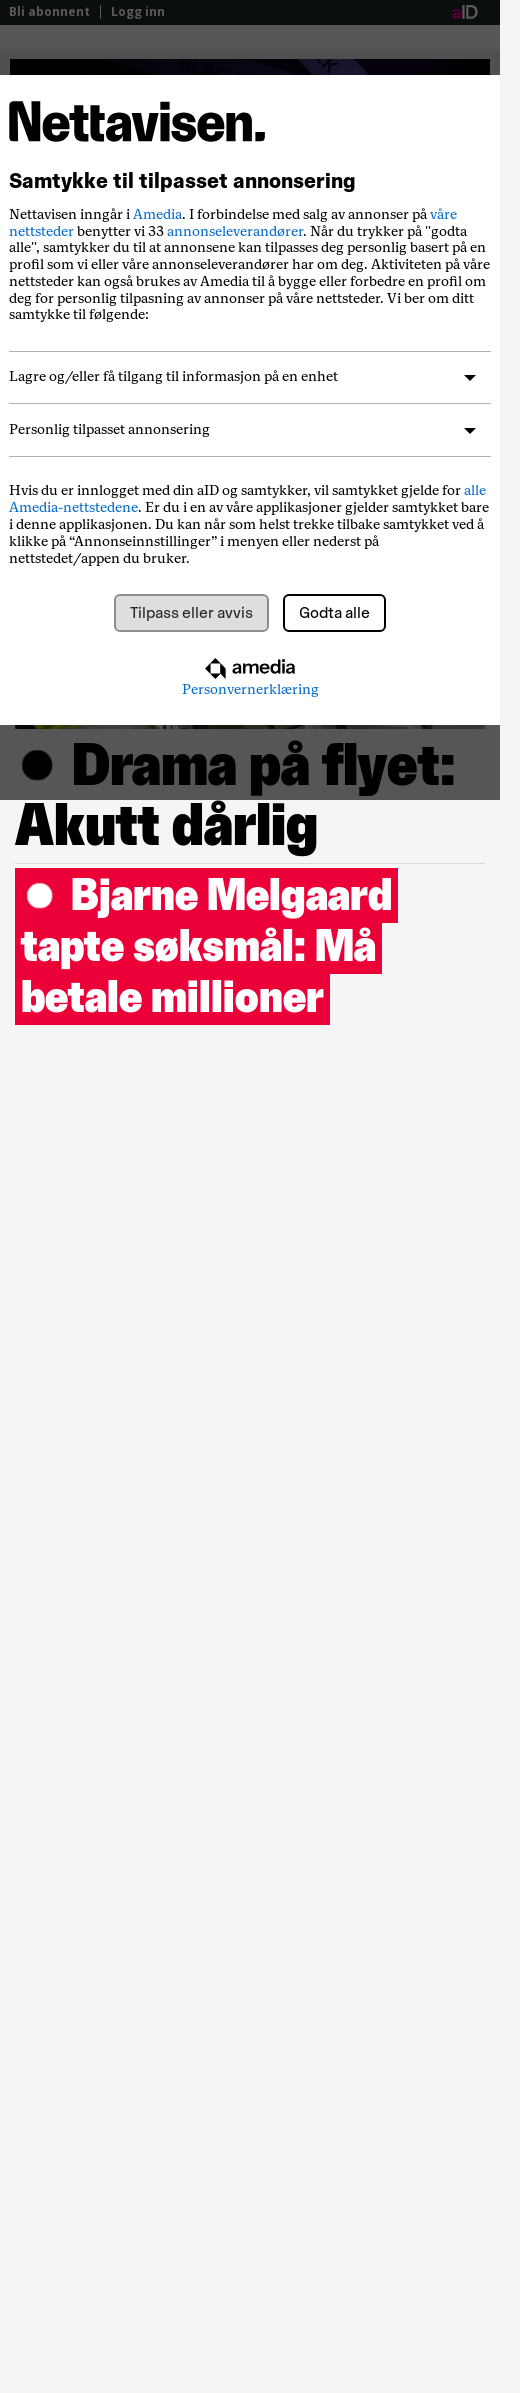 Bli abonnent | Logg inn
aID
Nettavisen.
Samtykke til tilpasset annonsering
Nettavisen inngår i Amedia. I forbindelse med salg av annonser på våre
nettsteder benytter vi 33 annonseleverandører. Når du trykker på "godta
alle", samtykker du til at annonsene kan tilpasses deg personlig basert på en
profil som vi eller våre annonseleverandører har om deg. Aktiviteten på våre
nettsteder kan også brukes av Amedia til å bygge eller forbedre en profil om
deg for personlig tilpasning av annonser på våre nettsteder. Vi ber om ditt
samtykke til følgende:
Lagre og/eller få tilgang til informasjon på en enhet
Personlig tilpasset annonsering
Hvis du er innlogget med din aID og samtykker, vil samtykket gjelde for alle
Amedia-nettstedene. Er du i en av våre applikasjoner gjelder samtykket bare
i denne applikasjonen. Du kan når som helst trekke tilbake samtykket ved å
klikke på “Annonseinnstillinger” i menyen eller nederst på
nettstedet/appen du bruker.
Tilpass eller avvis
Godta alle
amedia
Personvernerklæring
Drama på flyet:
Akutt dårlig
Bjarne Melgaard
tapte søksmål: Må
betale millioner